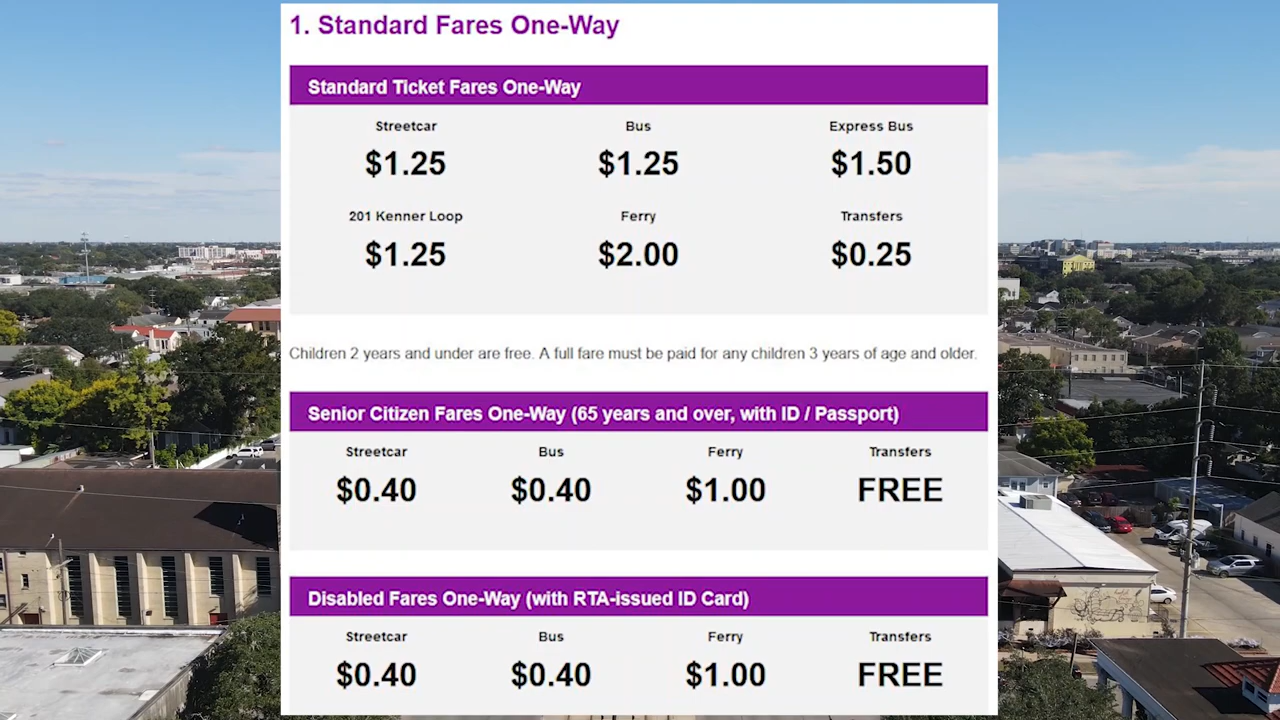 1. Standard Fares One-Way
Standard Ticket Fares One-Way
Streetcar Bus Express Bus
$1.25 $1.25 $1.50
201 Kenner Loop Ferry Transfers
$1.25 $2.00 $0.25
Children 2 years and under are free. A full fare must be paid for any children 3 years of age and older.
Senior Citizen Fares One-Way (65 years and over, with ID / Passport)
Streetcar Bus Ferry Transfers
$0.40 $0.40 $1.00 FREE
Disabled Fares One-Way (with RTA-issued ID Card)
Streetcar Bus Ferry Transfers
$0.40 $0.40 $1.00 FREE